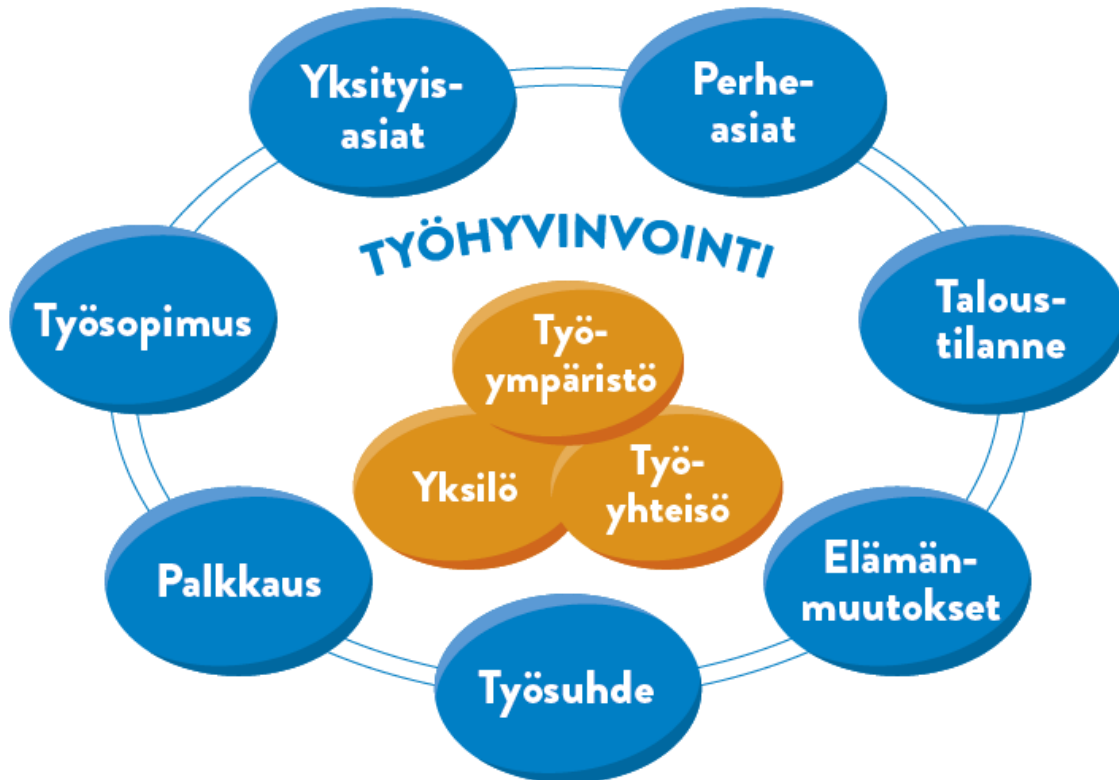 Yksityis-
asiat
Perhe-
asiat
TYÖHYVINVOINTI
Työsopimus
Talous-
tilanne
Työ-
ympäristö
Yksilö
Työ-
yhteisö
Palkkaus
Elämän-
muutokset
Työsuhde